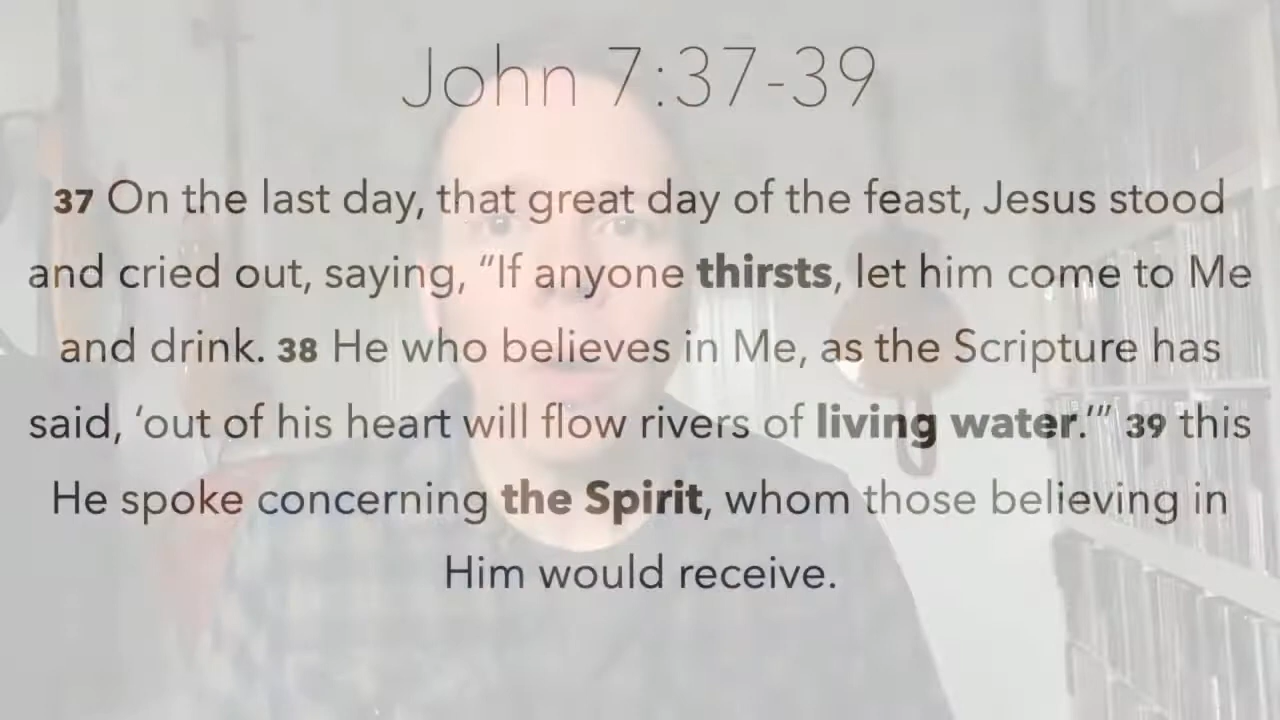 John 7:37-39
37 On the last day, that great day of the feast, Jesus stood
and cried out, saying, “If anyone thirsts, let him come to Me
and drink. 38 He who believes in Me, as the Scripture has
said, ‘out of his heart will flow rivers of living water.’” 39 this
He spoke concerning the Spirit, whom those believing in
Him would receive.